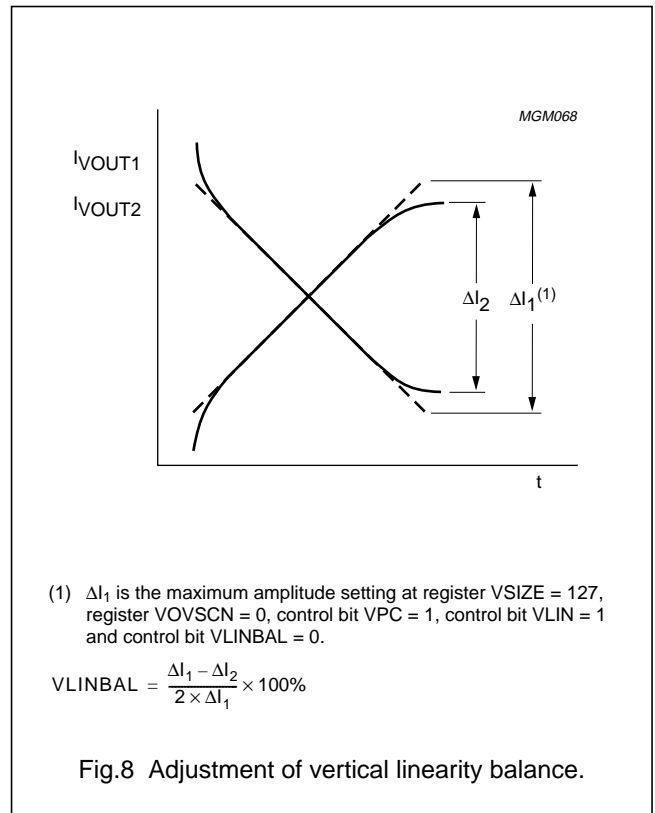 MGM068
IVOUT1
IVOUT2
ΔI2
ΔI1(1)
t
(1) ΔI1 is the maximum amplitude setting at register VSIZE = 127,
register VOVSCN = 0, control bit VPC = 1, control bit VLIN = 1
and control bit VLINBAL = 0.
VLINBAL = (ΔI1 – ΔI2) / (2 × ΔI1) × 100%
Fig.8 Adjustment of vertical linearity balance.